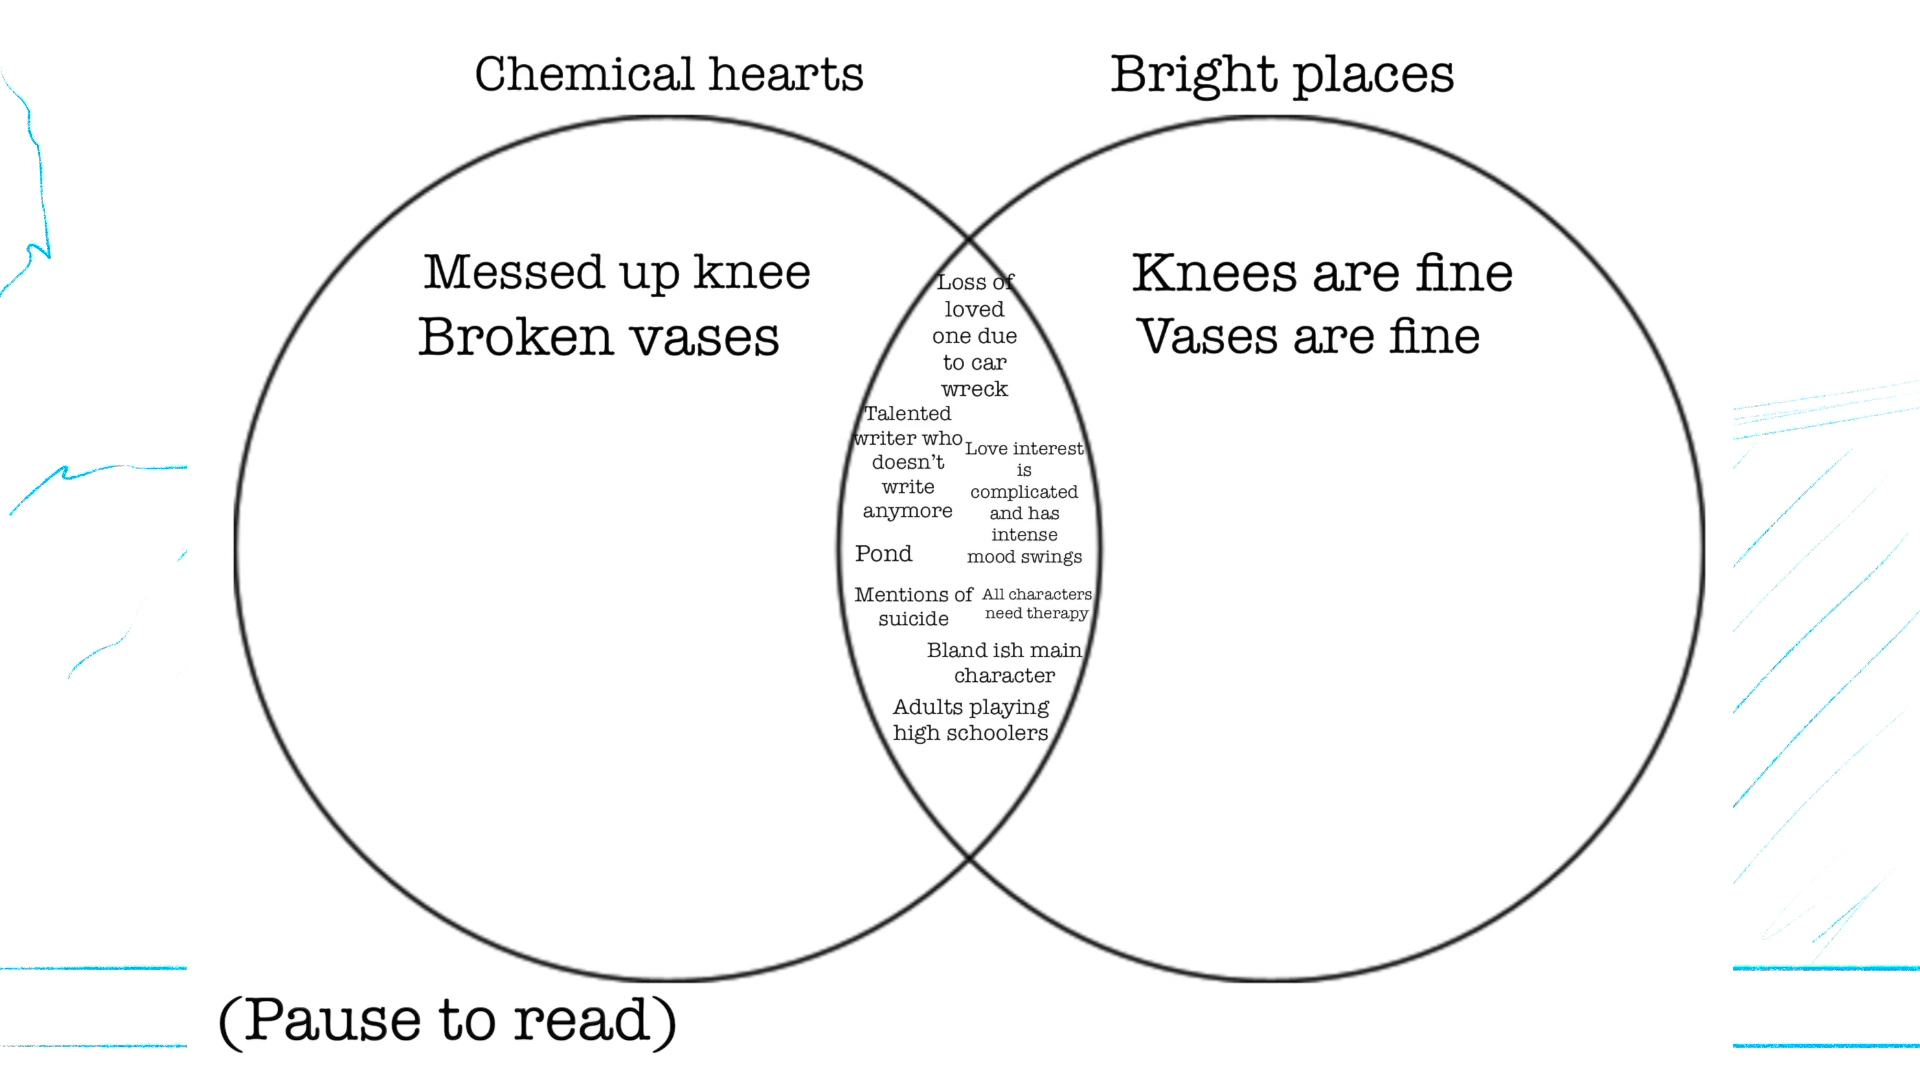 Chemical hearts
Bright places
Messed up knee
Broken vases
Loss of
loved
one due
to car
wreck
Talented
writer who
doesn't
write
anymore
Love interest
is
complicated
and has
intense
mood swings
Pond
Mentions of
suicide
All characters
need therapy
Bland ish main
character
Adults playing
high schoolers
Knees are fine
Vases are fine
(Pause to read)